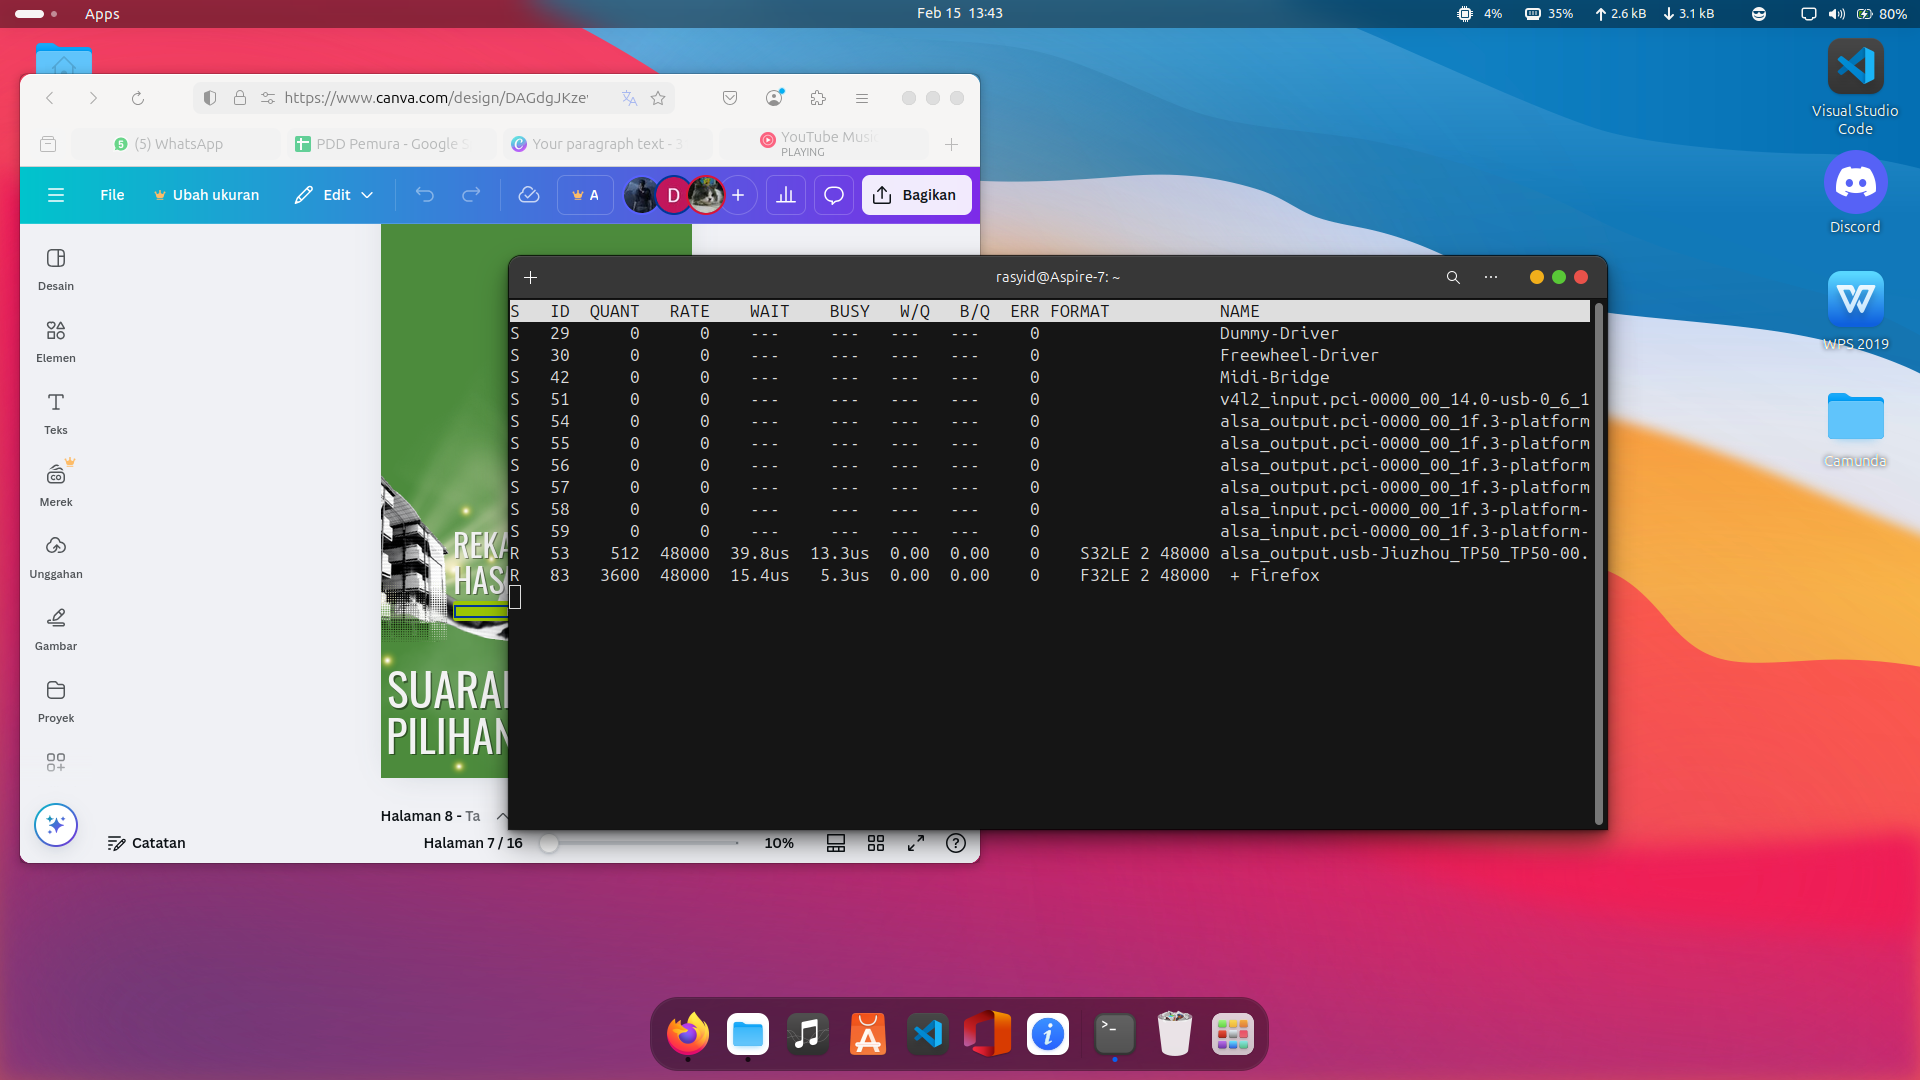 Apps
Feb 15 13:43
4%
35%
2.6 kB
3.1 kB
80%
https://www.canva.com/design/DAGdgJKze
(5) WhatsApp
PDD Pemura - Google S
Your paragraph text - 3
YouTube Music
PLAYING
File
Ubah ukuran
Edit
A
D
Bagikan
Desain
Elemen
Teks
Merek
Unggahan
Gambar
Proyek
REKA
HAS
SUARA
PILIHAN
Halaman 8 - Ta
Catatan
Halaman 7 / 16
10%
rasyid@Aspire-7: ~
S ID QUANT RATE WAIT BUSY W/Q B/Q ERR FORMAT NAME
S 29 0 0 --- --- --- --- 0 Dummy-Driver
S 30 0 0 --- --- --- --- 0 Freewheel-Driver
S 42 0 0 --- --- --- --- 0 Midi-Bridge
S 51 0 0 --- --- --- --- 0 v4l2_input.pci-0000_00_14.0-usb-0_6_1
S 54 0 0 --- --- --- --- 0 alsa_output.pci-0000_00_1f.3-platform
S 55 0 0 --- --- --- --- 0 alsa_output.pci-0000_00_1f.3-platform
S 56 0 0 --- --- --- --- 0 alsa_output.pci-0000_00_1f.3-platform
S 57 0 0 --- --- --- --- 0 alsa_output.pci-0000_00_1f.3-platform
S 58 0 0 --- --- --- --- 0 alsa_input.pci-0000_00_1f.3-platform-
S 59 0 0 --- --- --- --- 0 alsa_input.pci-0000_00_1f.3-platform-
R 53 512 48000 39.8us 13.3us 0.00 0.00 0 S32LE 2 48000 alsa_output.usb-Jiuzhou_TP50_TP50-00.
R 83 3600 48000 15.4us 5.3us 0.00 0.00 0 F32LE 2 48000 + Firefox
Visual Studio
Code
Discord
WPS 2019
Camunda